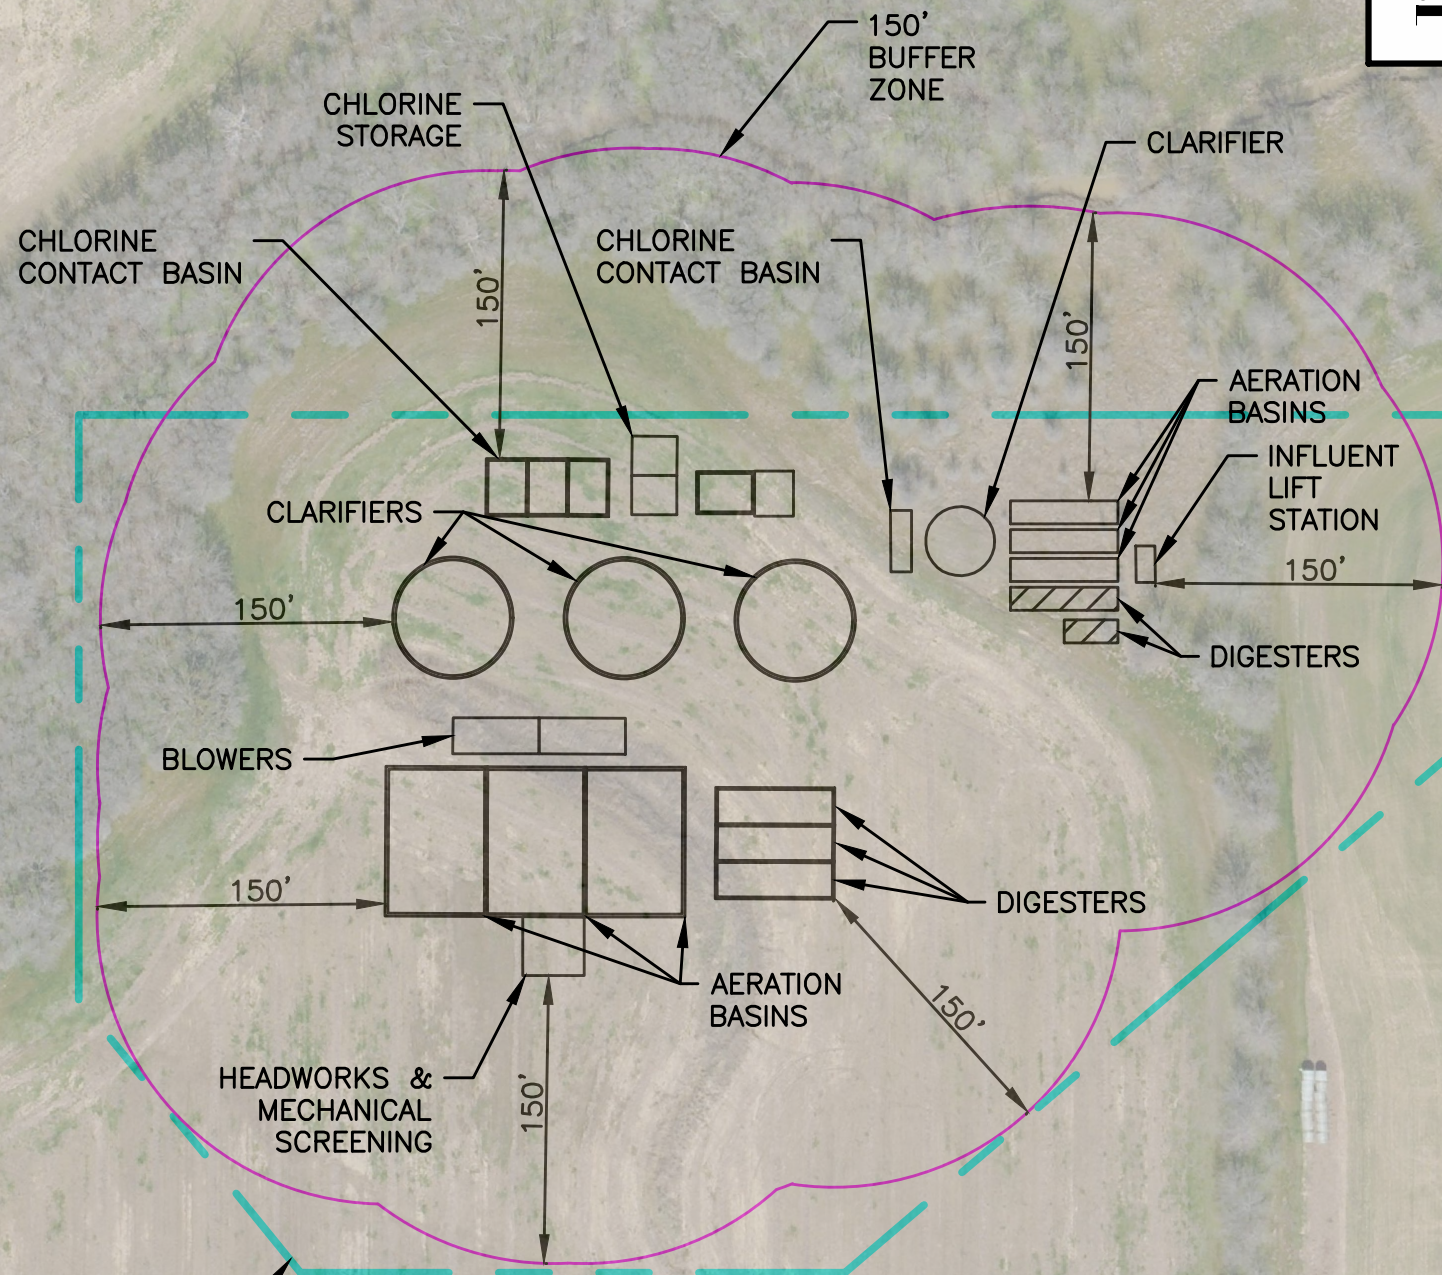 150'
BUFFER
ZONE
CHLORINE
STORAGE
CLARIFIER
CHLORINE
CONTACT BASIN
CHLORINE
CONTACT BASIN
150'
150'
AERATION
BASINS
INFLUENT
LIFT
STATION
CLARIFIERS
150'
150'
DIGESTERS
BLOWERS
150'
DIGESTERS
AERATION
BASINS
150'
HEADWORKS &
MECHANICAL
SCREENING
150'